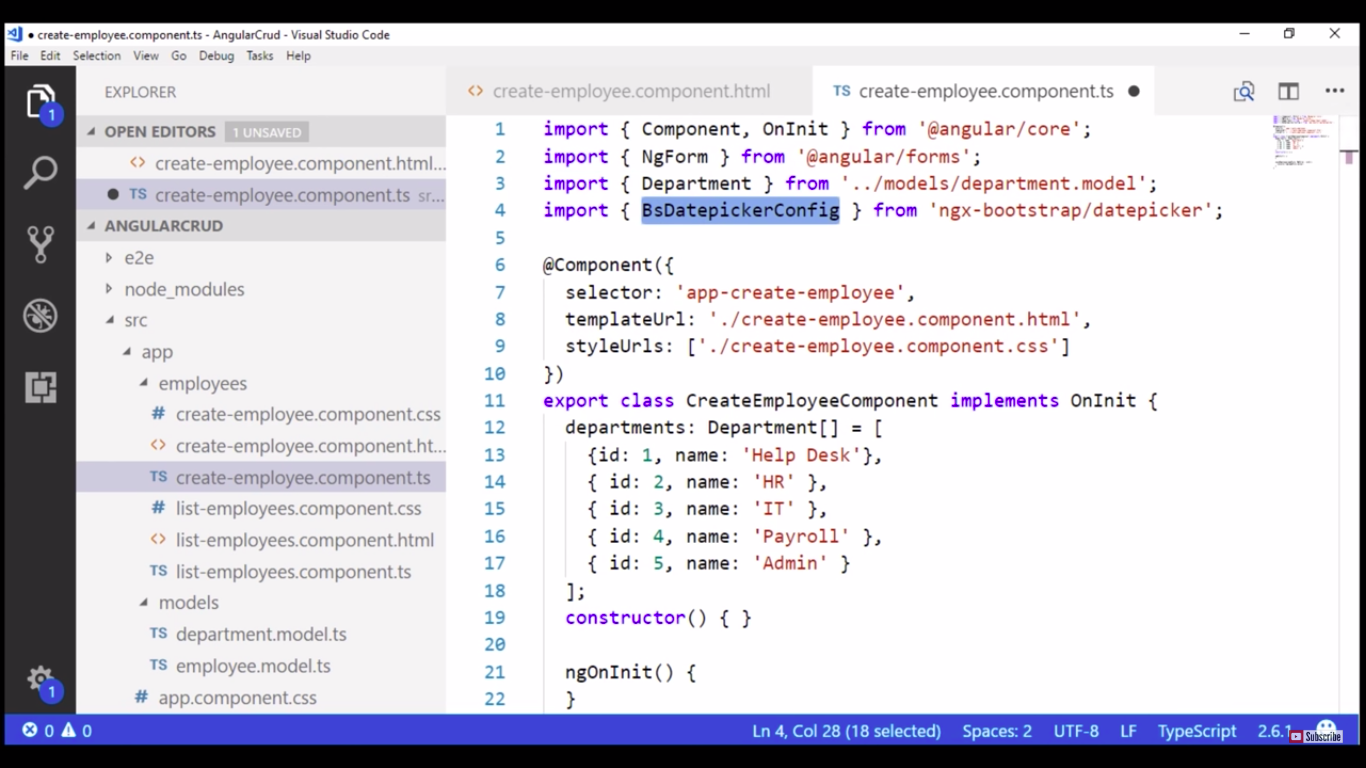 ● create-employee.component.ts - AngularCrud - Visual Studio Code
File Edit Selection View Go Debug Tasks Help
EXPLORER
OPEN EDITORS 1 UNSAVED
<> create-employee.component.html...
● TS create-employee.component.ts sr...
ANGULARCRUD
e2e
node_modules
src
app
employees
# create-employee.component.css
<> create-employee.component.ht...
TS create-employee.component.ts
# list-employees.component.css
<> list-employees.component.html
TS list-employees.component.ts
models
TS department.model.ts
TS employee.model.ts
# app.component.css
1
1
<> create-employee.component.html TS create-employee.component.ts ●
1 import { Component, OnInit } from '@angular/core';
2 import { NgForm } from '@angular/forms';
3 import { Department } from '../models/department.model';
4 import { BsDatepickerConfig } from 'ngx-bootstrap/datepicker';
5
6 @Component({
7 selector: 'app-create-employee',
8 templateUrl: './create-employee.component.html',
9 styleUrls: ['./create-employee.component.css']
10 })
11 export class CreateEmployeeComponent implements OnInit {
12 departments: Department[] = [
13 {id: 1, name: 'Help Desk'},
14 { id: 2, name: 'HR' },
15 { id: 3, name: 'IT' },
16 { id: 4, name: 'Payroll' },
17 { id: 5, name: 'Admin' }
18 ];
19 constructor() { }
20
21 ngOnInit() {
22 }
0 0 Ln 4, Col 28 (18 selected) Spaces: 2 UTF-8 LF TypeScript 2.6.1
Subscribe